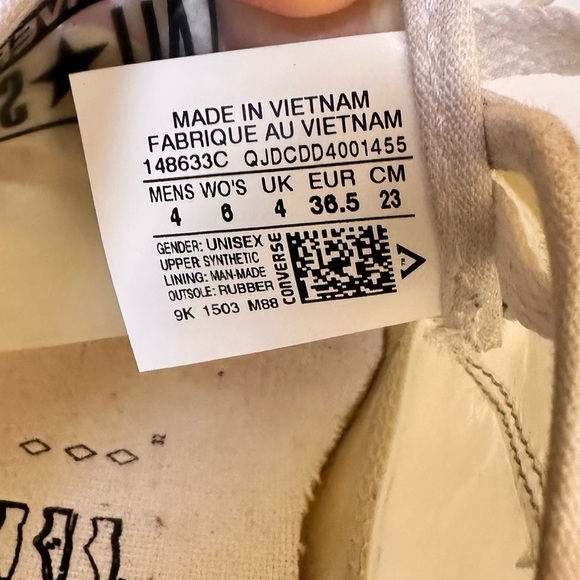 MADE IN VIETNAM
FABRIQUE AU VIETNAM
148633C QJDCDD4001455
MENS WO'S UK EUR CM
4 6 4 36.5 23
GENDER: UNISEX
UPPER: SYNTHETIC
LINING: MAN-MADE
OUTSOLE: RUBBER
9K 1503 M88
CONVERSE